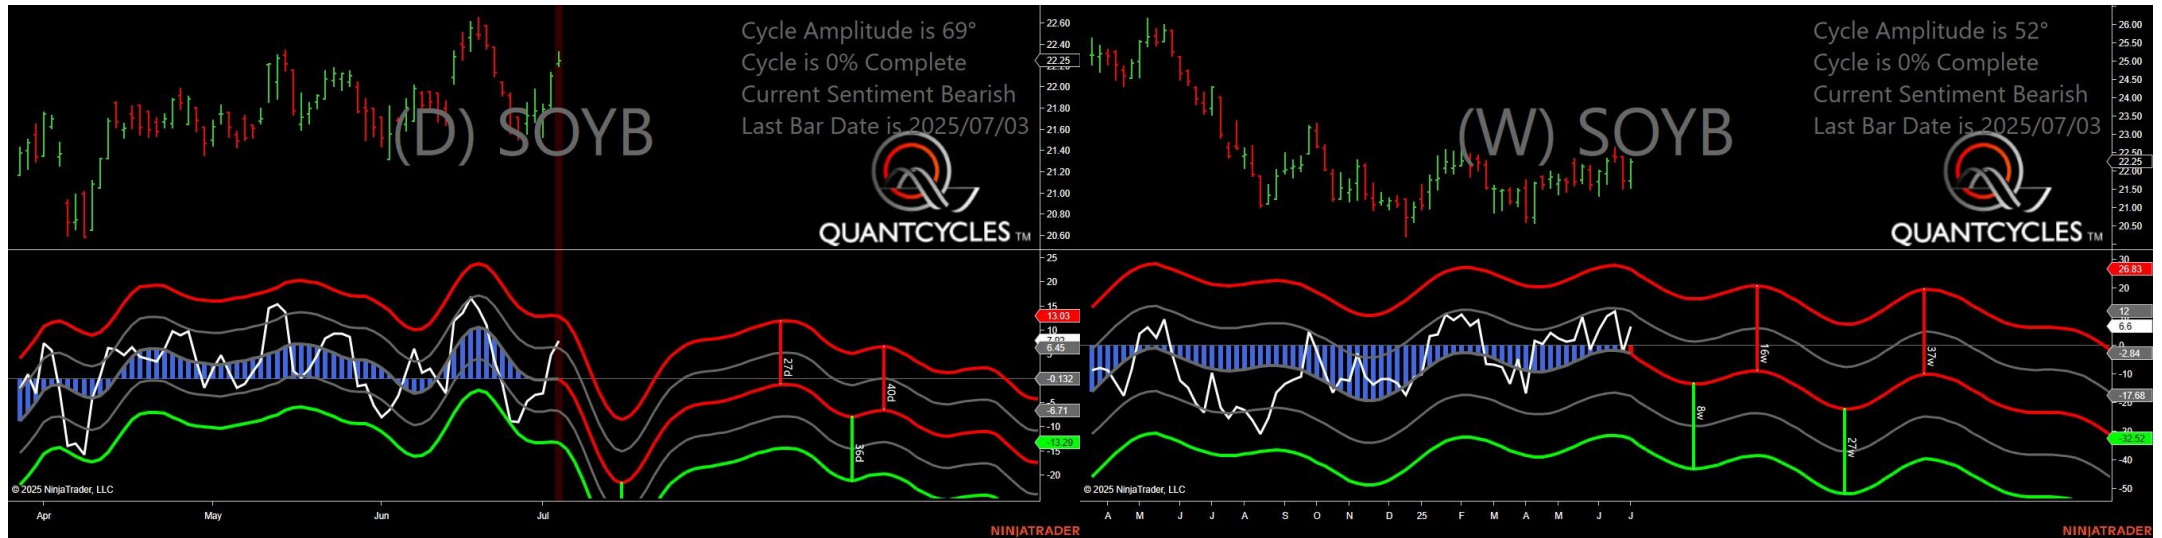 Cycle Amplitude is 69°
Cycle is 0% Complete
Current Sentiment Bearish
Last Bar Date is 2025/07/03
(D) SOYB
QUANTCYCLES TM
22.60
22.40
22.25
22.00
21.80
21.60
21.40
21.20
21.00
20.80
20.60
25
20
15
13.03
10
6.45
-0.132
-6.71
-10
-13.29
-15
-20
27d
40d
36d
© 2025 NinjaTrader, LLC
Apr
May
Jun
Jul
NINJATRADER
Cycle Amplitude is 52°
Cycle is 0% Complete
Current Sentiment Bearish
Last Bar Date is 2025/07/03
(W) SOYB
QUANTCYCLES TM
26.00
25.50
25.00
24.50
24.00
23.50
23.00
22.50
22.25
22.00
21.50
21.00
20.50
30
26.83
20
12
6.6
0
-2.84
-10
-17.68
-32.52
-40
-50
16w
37w
8w
27w
© 2025 NinjaTrader, LLC
A M J J A S O N D 25 F M A M J J
NINJATRADER